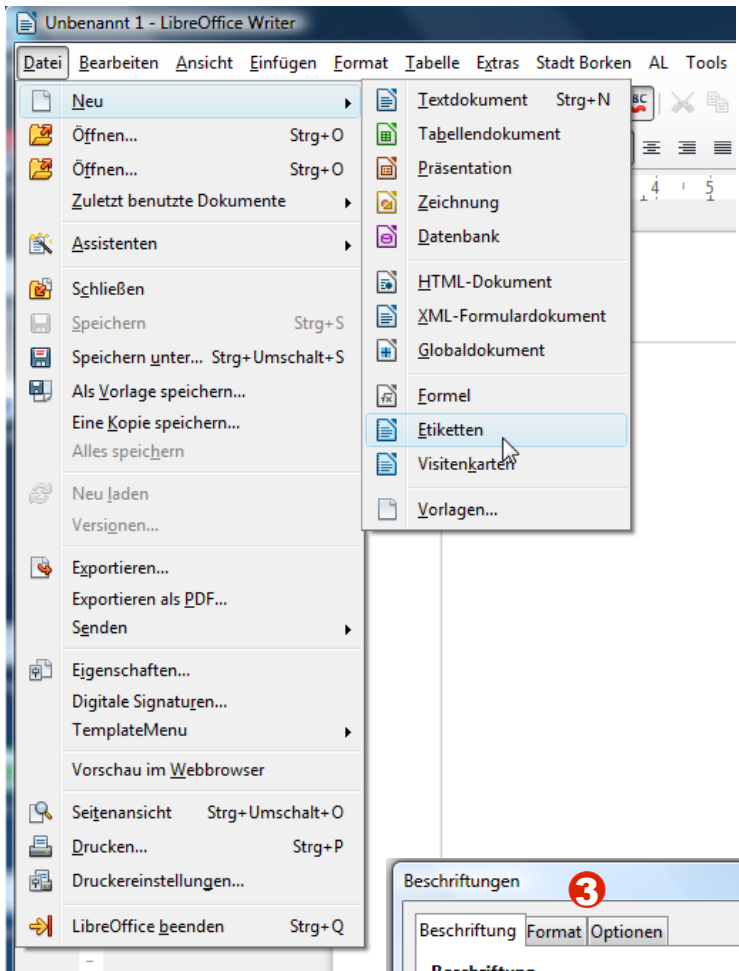 Unbenannt 1 - LibreOffice Writer
Datei Bearbeiten Ansicht Einfügen Format Tabelle Extras Stadt Borken AL Tools
Neu
Öffnen... Strg+O
Öffnen... Strg+O
Zuletzt benutzte Dokumente
Assistenten
Schließen
Speichern Strg+S
Speichern unter... Strg+Umschalt+S
Als Vorlage speichern...
Eine Kopie speichern...
Alles speichern
Neu laden
Versionen...
Exportieren...
Exportieren als PDF...
Senden
Eigenschaften...
Digitale Signaturen...
TemplateMenu
Vorschau im Webbrowser
Seitenansicht Strg+Umschalt+O
Drucken... Strg+P
Druckereinstellungen...
LibreOffice beenden Strg+Q
Textdokument Strg+N
Tabellendokument
Präsentation
Zeichnung
Datenbank
HTML-Dokument
XML-Formulardokument
Globaldokument
Formel
Etiketten
Visitenkarten
Vorlagen...
4 5
Beschriftungen 3
Beschriftung Format Optionen
Beschriftung